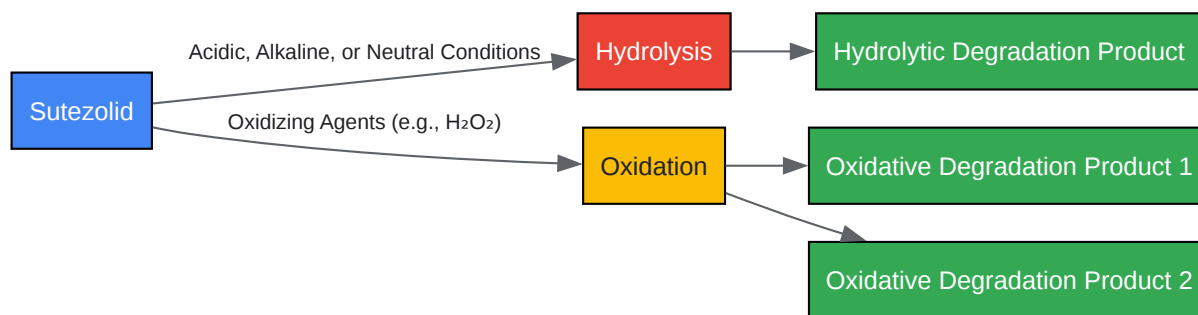 Acidic, Alkaline, or Neutral Conditions
Hydrolysis
Hydrolytic Degradation Product
Sutezolid
Oxidizing Agents (e.g., H₂O₂)
Oxidation
Oxidative Degradation Product 1
Oxidative Degradation Product 2